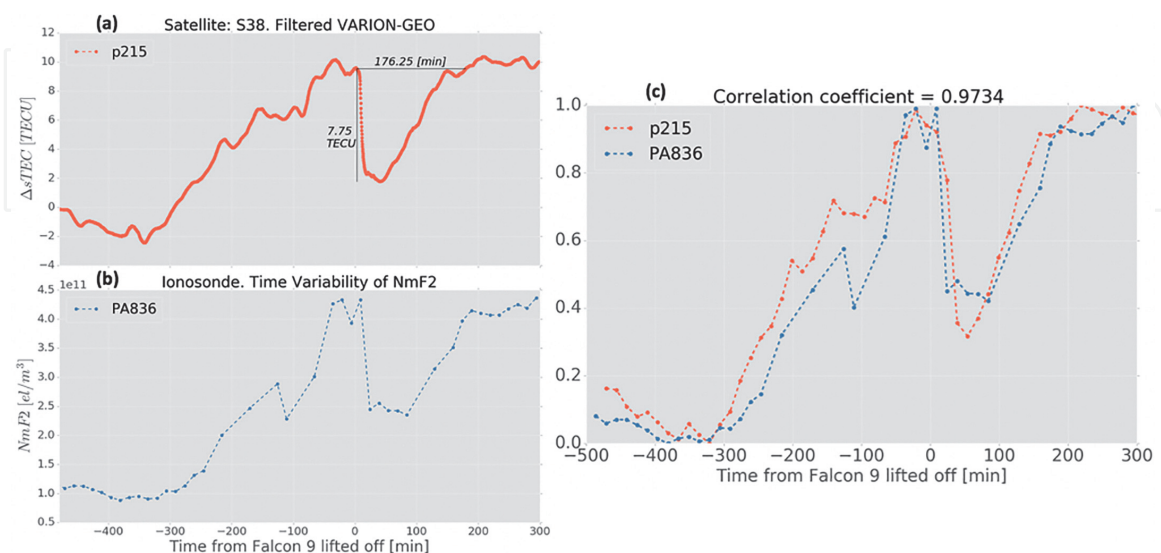 (a)
Satellite: S38. Filtered VARION-GEO
p215
176.25 [min]
7.75
TECU
ΔsTEC [TECU]
12
10
8
6
4
2
0
−2
−4
(b)
1e11
Ionosonde. Time Variability of NmF2
PA836
NmF2 [el/m³]
4.5
4.0
3.5
3.0
2.5
2.0
1.5
1.0
0.5
−400 −300 −200 −100 0 100 200 300
Time from Falcon 9 lifted off [min]
(c)
Correlation coefficient = 0.9734
p215
PA836
1.0
0.8
0.6
0.4
0.2
0.0
−500 −400 −300 −200 −100 0 100 200 300
Time from Falcon 9 lifted off [min]